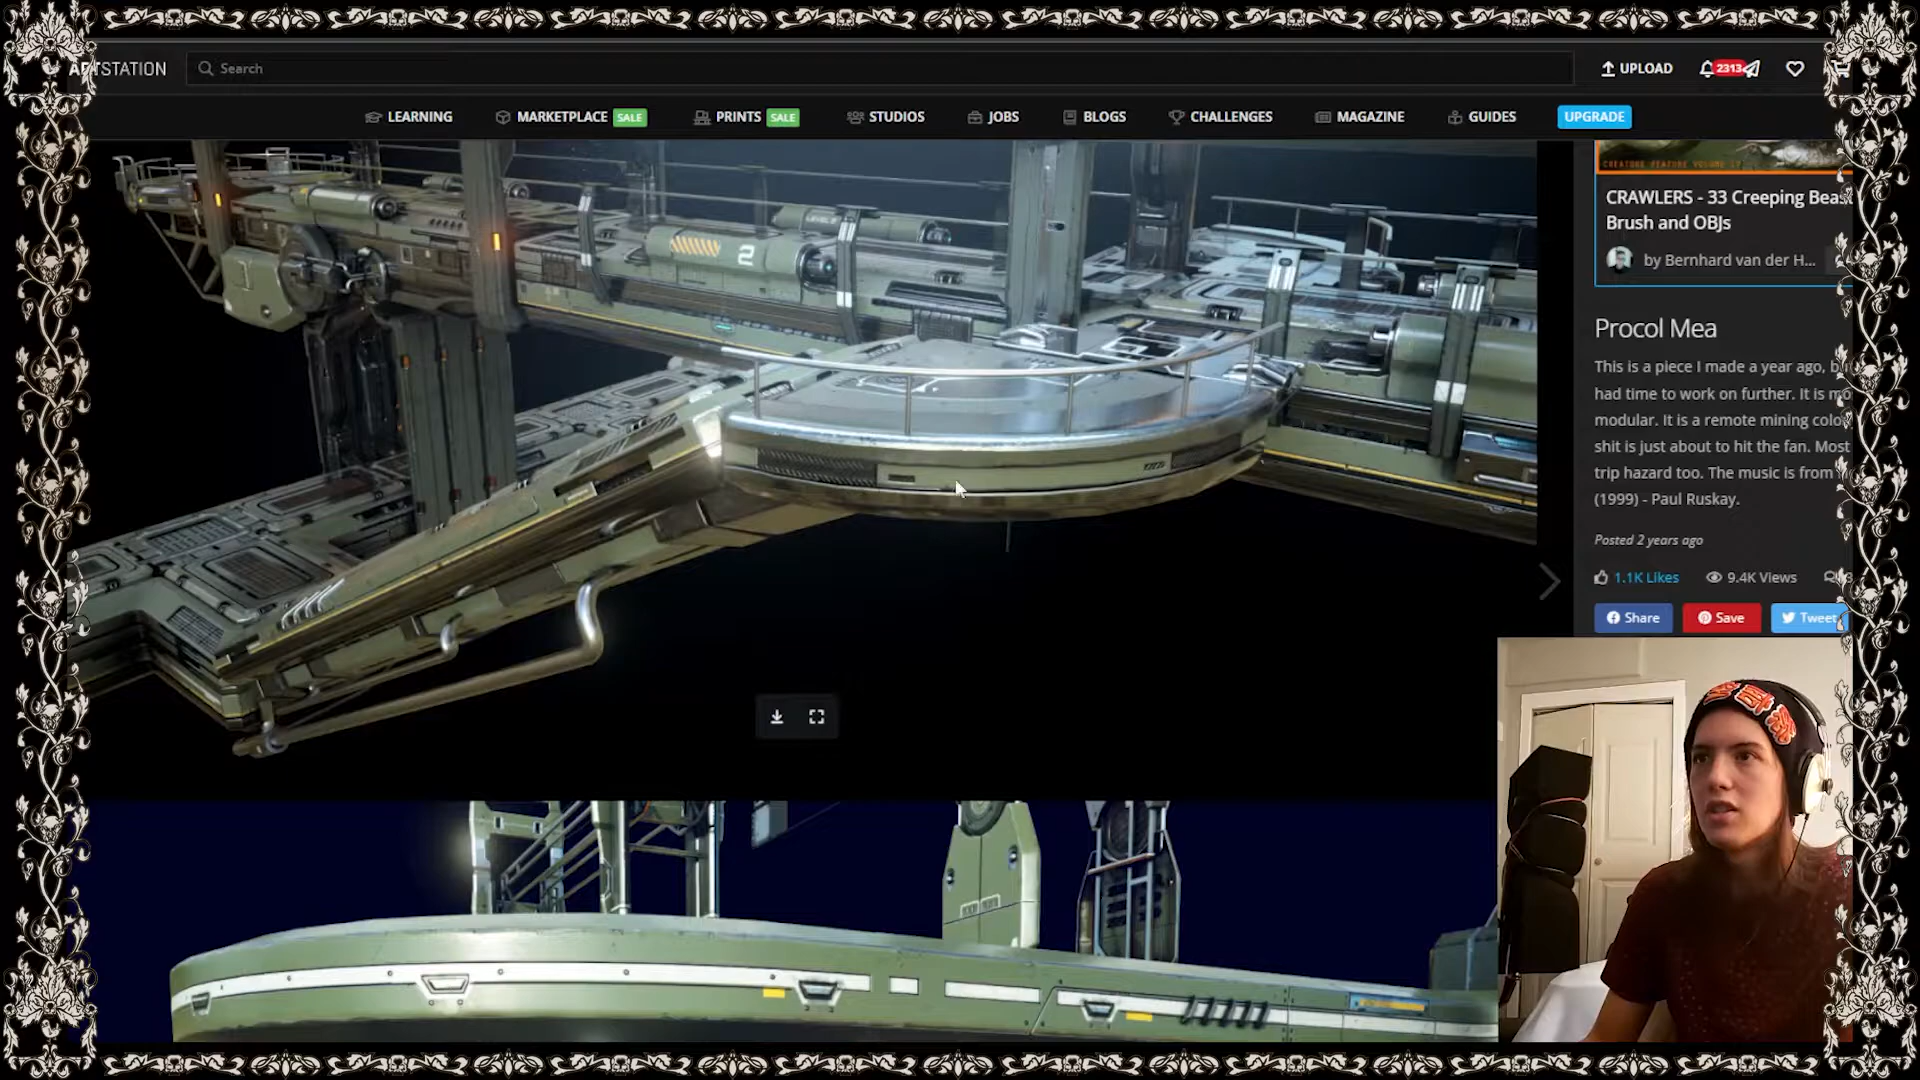 ARTSTATION
Search
UPLOAD
2313
LEARNING
MARKETPLACE SALE
PRINTS SALE
STUDIOS
JOBS
BLOGS
CHALLENGES
MAGAZINE
GUIDES
UPGRADE
2
CREATURE FEATURE VOLUME
CRAWLERS - 33 Creeping Beas
Brush and OBJs
by Bernhard van der H...
Procol Mea
This is a piece I made a year ago, b
had time to work on further. It is mo
modular. It is a remote mining colo
shit is just about to hit the fan. Most
trip hazard too. The music is from
(1999) - Paul Ruskay.
Posted 2 years ago
1.1K Likes
9.4K Views
Share
Save
Tweet